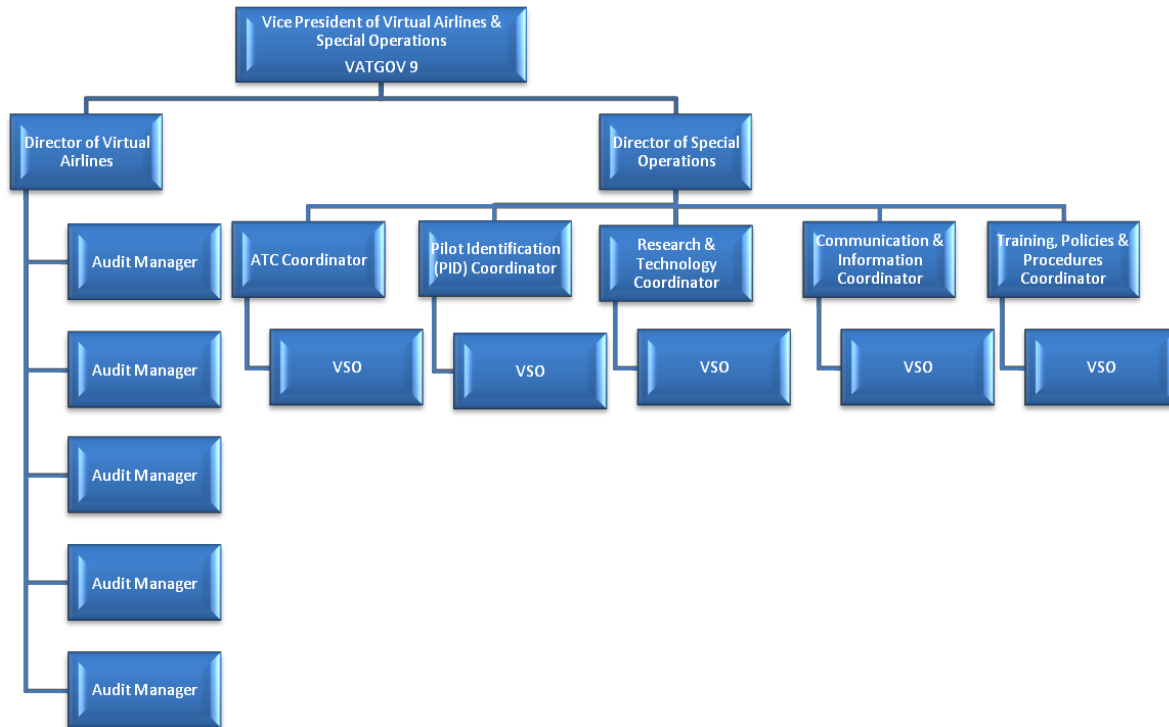 Vice President of Virtual Airlines &
Special Operations
VATGOV 9
Director of Virtual
Airlines
Director of Special
Operations
Audit Manager
Audit Manager
Audit Manager
Audit Manager
Audit Manager
ATC Coordinator
Pilot Identification
(PID) Coordinator
Research &
Technology
Coordinator
Communication &
Information
Coordinator
Training, Policies &
Procedures
Coordinator
VSO
VSO
VSO
VSO
VSO